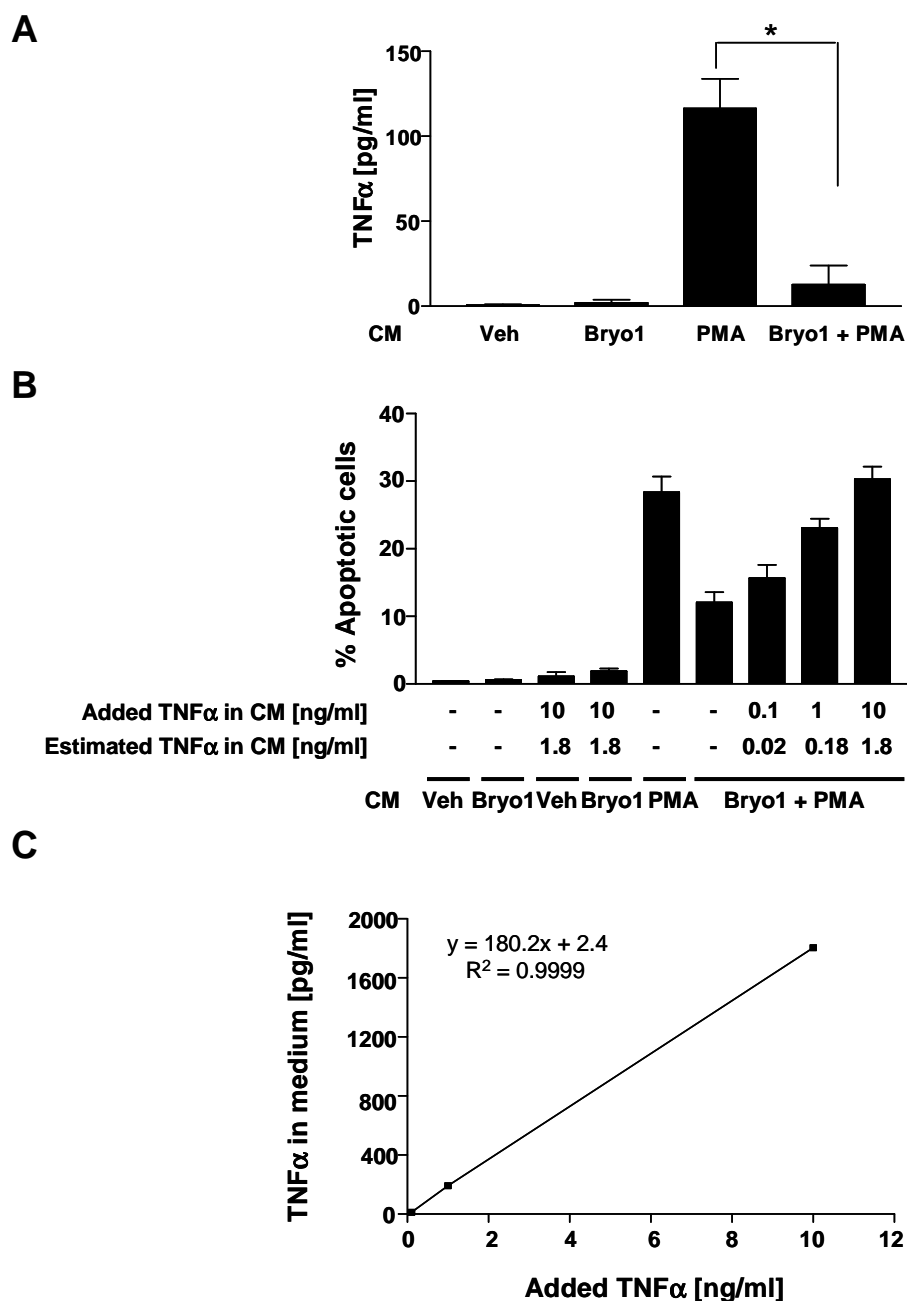 A
*
150
100
50
0
TNFα [pg/ml]
CM Veh Bryo1 PMA Bryo1 + PMA
B
40
30
20
10
0
% Apoptotic cells
Added TNFα in CM [ng/ml] - - 10 10 - - 0.1 1 10
Estimated TNFα in CM [ng/ml] - - 1.8 1.8 - - 0.02 0.18 1.8
CM Veh Bryo1 Veh Bryo1 PMA Bryo1 + PMA
C
2000
1600
1200
800
400
0
TNFα in medium [pg/ml]
y = 180.2x + 2.4
R² = 0.9999
0 2 4 6 8 10 12
Added TNFα [ng/ml]